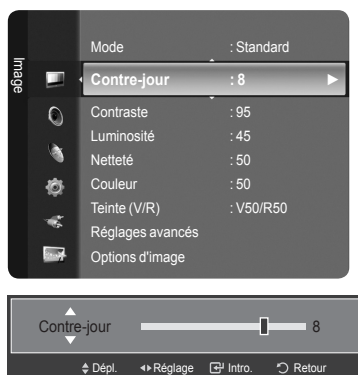 Image
Mode : Standard
Contre-jour : 8 ►
Contraste : 95
Luminosité : 45
Netteté : 50
Couleur : 50
Teinte (V/R) : V50/R50
Réglages avancés
Options d'image
Contre-jour 8
Dépl. Réglage Intro. Retour